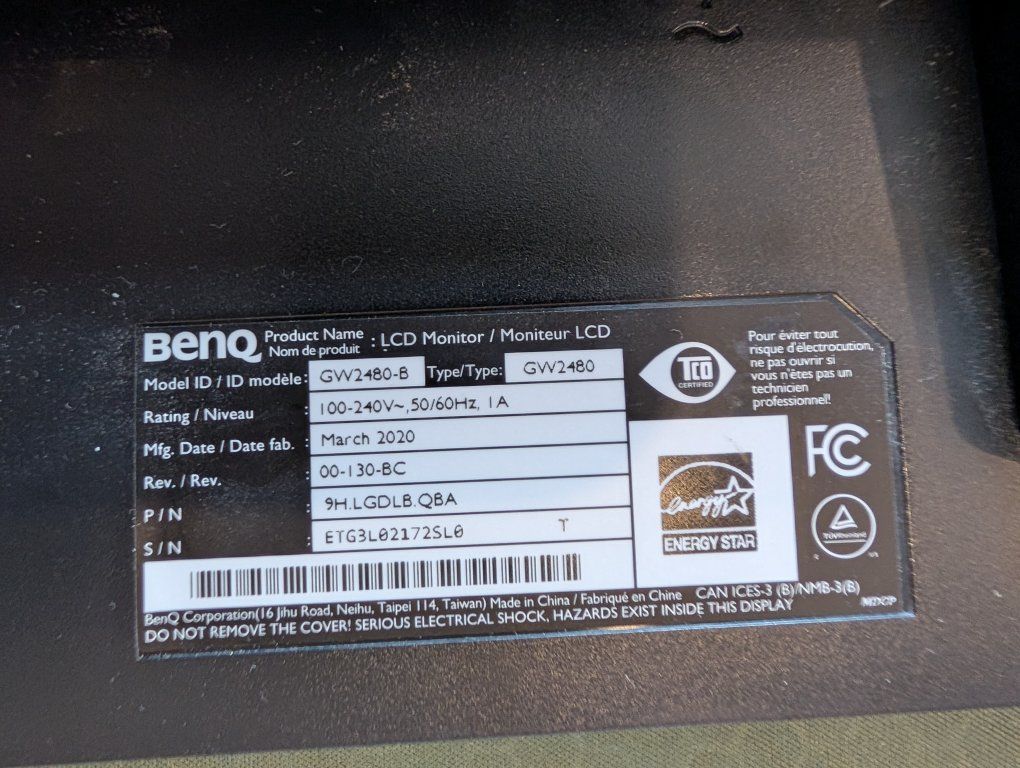 BenQ
Product Name : LCD Monitor / Moniteur LCD
Nom de produit
Model ID / ID modèle: GW2480-B Type/Type: GW2480
Rating / Niveau : 100-240V~,50/60Hz, 1A
Mfg. Date / Date fab. : March 2020
Rev. / Rev. : 00-130-BC
P/N : 9H.LGDLB.QBA
S/N : ETG3L02172SL0 T
BenQ Corporation(16 Jihu Road, Neihu, Taipei 114, Taiwan) Made in China / Fabriqué en Chine CAN ICES-3 (B)/NMB-3(B)
DO NOT REMOVE THE COVER! SERIOUS ELECTRICAL SHOCK, HAZARDS EXIST INSIDE THIS DISPLAY
TCO
CERTIFIED
Pour éviter tout
risque d'électrocution,
ne pas ouvrir si
vous n'êtes pas un
technicien
professionnel!
energy
ENERGY STAR
FC